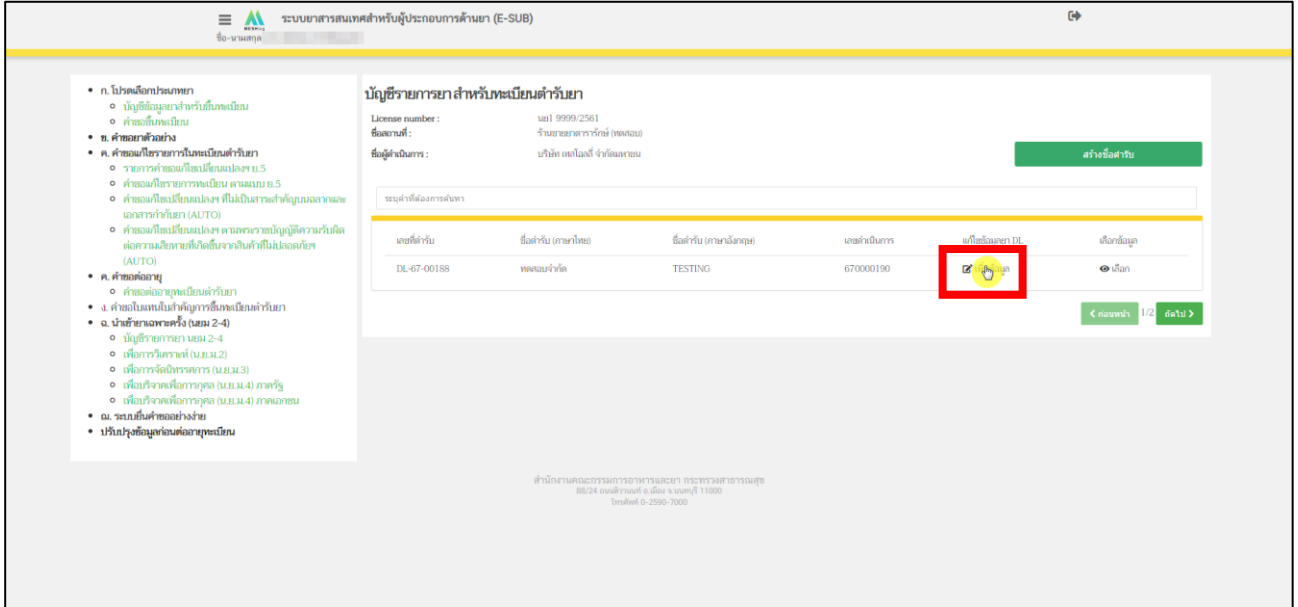 ระบบยาสารสนเทศสำหรับผู้ประกอบการด้านยา (E-SUB)
ชื่อ-นามสกุล
ก. โปรดเลือกประเภทยา
บัญชีข้อมูลยาสำหรับขึ้นทะเบียน
คำขอขึ้นทะเบียน
ข. คำขอยาตัวอย่าง
ค. คำขอแก้ไขรายการในทะเบียนตำรับยา
รายการคำขอแก้ไขเปลี่ยนแปลงฯ ย.5
คำขอแก้ไขรายการทะเบียน ตามแบบ ย.5
คำขอแก้ไขเปลี่ยนแปลงฯ ที่ไม่เป็นสาระสำคัญบนฉลากและ
เอกสารกำกับยา (AUTO)
คำขอแก้ไขเปลี่ยนแปลงฯ ตามพระราชบัญญัติความรับผิด
ต่อความเสียหายที่เกิดขึ้นจากสินค้าที่ไม่ปลอดภัยฯ
(AUTO)
ค. คำขอต่ออายุ
คำขอต่ออายุทะเบียนตำรับยา
ง. คำขอใบแทนใบสำคัญการขึ้นทะเบียนตำรับยา
ฉ. นำเข้ายาเฉพาะครั้ง (นยม 2-4)
บัญชีรายการยา นยม 2-4
เพื่อการวิเคราะห์ (น.ย.ม.2)
เพื่อการจัดนิทรรศการ (น.ย.ม.3)
เพื่อบริจาคเพื่อการกุศล (น.ย.ม.4) ภาครัฐ
เพื่อบริจาคเพื่อการกุศล (น.ย.ม.4) ภาคเอกชน
ฌ. ระบบยื่นคำขออย่างง่าย
ปรับปรุงข้อมูลก่อนต่ออายุทะเบียน
บัญชีรายการยา สำหรับทะเบียนตำรับยา
License number : นย1 9999/2561
ชื่อสถานที่ : ร้านขายยาดารารักษ์ (ทดสอบ)
ชื่อผู้ดำเนินการ : บริษัท จำกัดมหาชน
สร้างชื่อตำรับ
ระบุคำที่ต้องการค้นหา
เลขที่ตำรับ ชื่อตำรับ (ภาษาไทย) ชื่อตำรับ (ภาษาอังกฤษ) เลขดำเนินการ แก้ไขข้อมูลยา DL เลือกข้อมูล
DL-67-00188 ทดสอบจำกัด TESTING 670000190 เลือก
ก่อนหน้า 1/2 ถัดไป
สำนักงานคณะกรรมการอาหารและยา กระทรวงสาธารณสุข
88/24 ถนนติวานนท์ อ.เมือง จ.นนทบุรี 11000
โทรศัพท์ 0-2590-7000